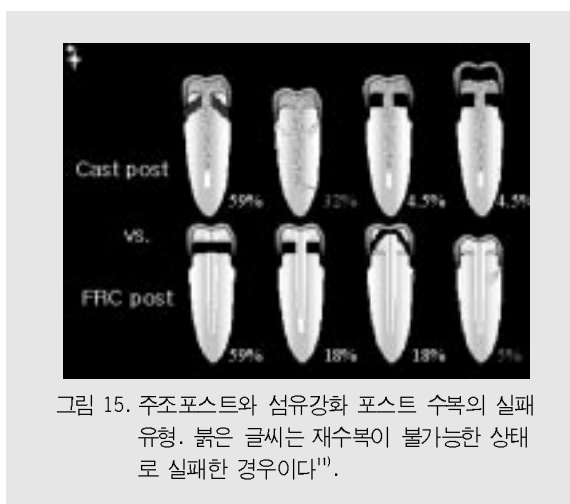 Cast post
59% 32% 4.5% 4.5%
vs.
FRC post
59% 18% 18% 5%
그림 15. 주조포스트와 섬유강화 포스트 수복의 실패
유형. 붉은 글씨는 재수복이 불가능한 상태
로 실패한 경우이다¹¹⁾.